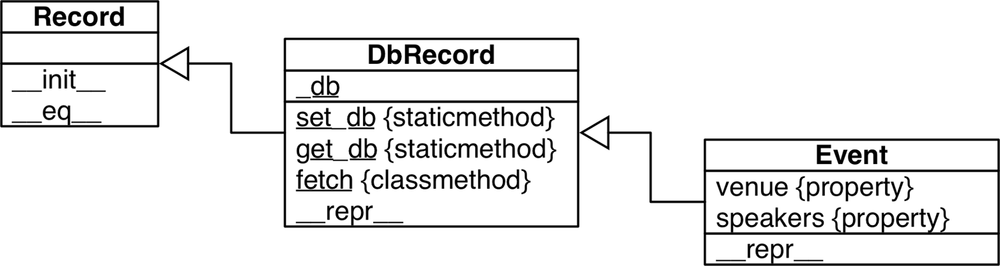 Record
__init__
__eq__
DbRecord
_db
set_db {staticmethod}
get_db {staticmethod}
fetch {classmethod}
__repr__
Event
venue {property}
speakers {property}
__repr__